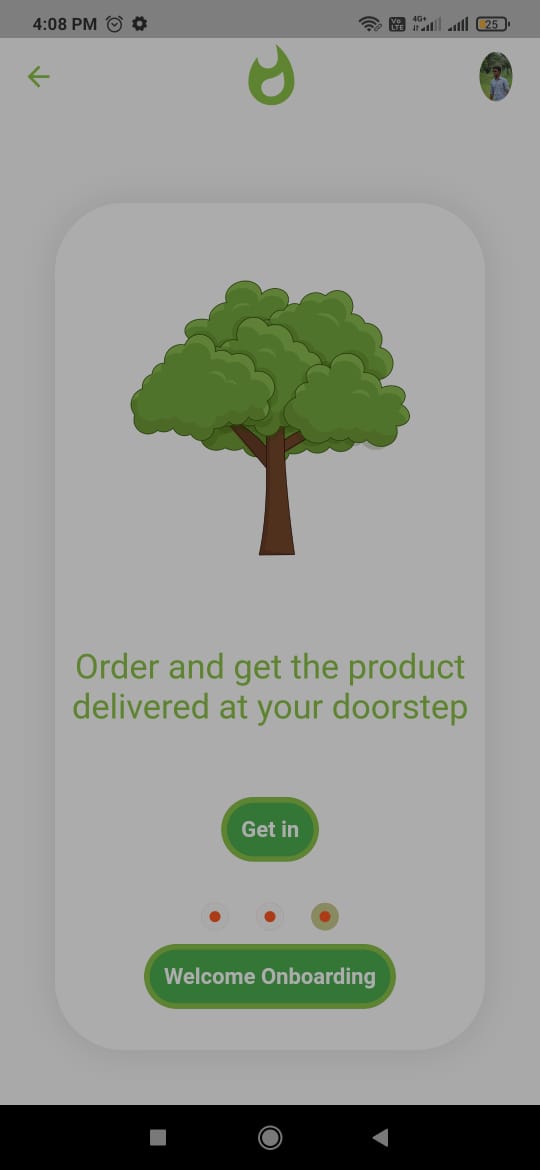 4:08 PM
Vo
LTE
4G+
25
Order and get the product
delivered at your doorstep
Get in
Welcome Onboarding